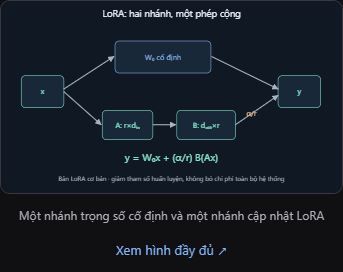 LoRA: hai nhánh, một phép cộng
W₀ cố định
x
y
A: r×dᵢₙ
B: dₒᵤₜ×r
α/r
y = W₀x + (α/r) B(Ax)
Bản LoRA cơ bản · giảm tham số huấn luyện, không bỏ chi phí toàn bộ hệ thống
Một nhánh trọng số cố định và một nhánh cập nhật LoRA
Xem hình đầy đủ ↗